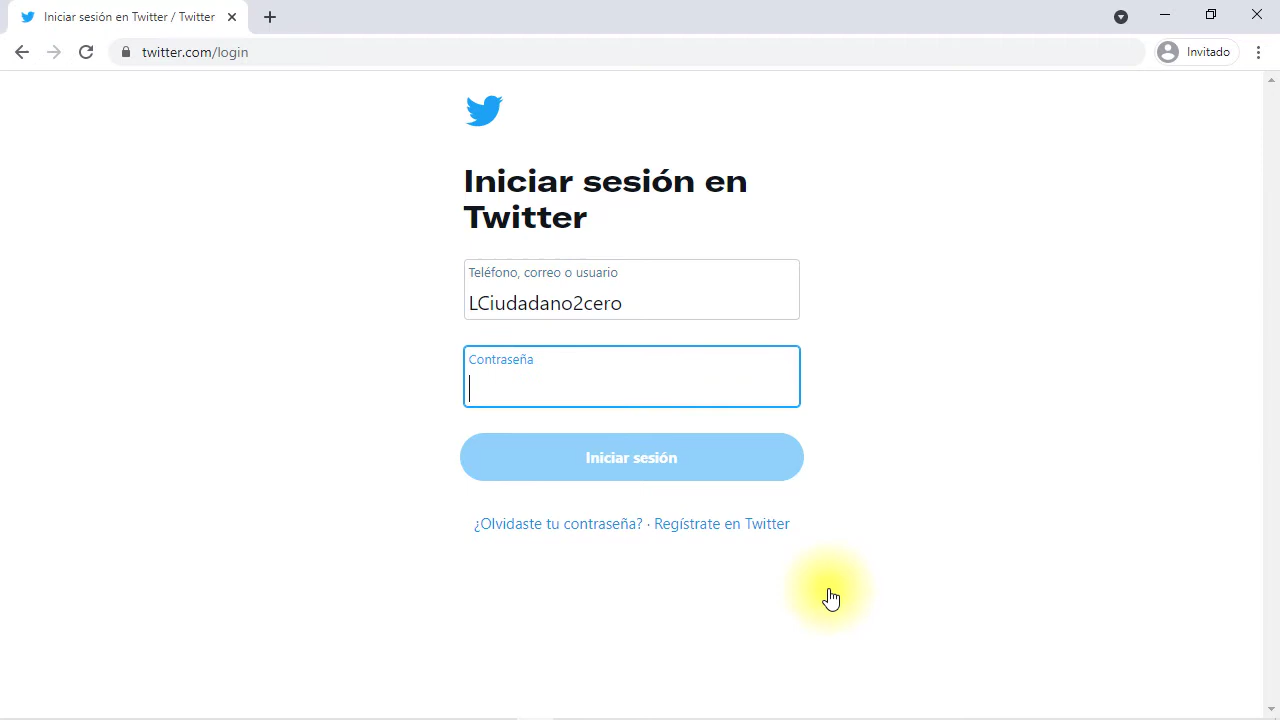 Iniciar sesión en Twitter / Twitter
twitter.com/login
Invitado
Iniciar sesión en
Twitter
Teléfono, correo o usuario
LCiudadano2cero
Contraseña
Iniciar sesión
¿Olvidaste tu contraseña? · Regístrate en Twitter